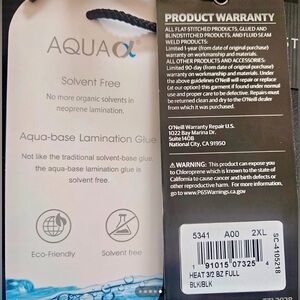 AQUAα
Solvent Free
No more organic solvents in
neoprene lamination.
Aqua-base Lamination Glue
Not like the traditional solvent-base glue,
the aqua-base lamination glue is
solvent free.
Eco-Friendly
Solvent free
PRODUCT WARRANTY
ALL FLAT-STITCHED PRODUCTS, GLUED AND
BLINDSTITCHED PRODUCTS, AND FLUID SEAM
WELD PRODUCTS:
Limited 1-year (from date of original purchase)
warranty on workmanship and materials.
ALL OTHER PRODUCTS AND ACCESSORIES:
Limited 90-day (from date of original purchase)
warranty on workmanship and materials. Under
the above guidelines O'Neill will repair or replace
(at our option) this garment if found under normal
use and proper care to be defective. Repairs must
be returned clean and dry to the O'Neill dealer
from which it was purchased.
O'Neill Warranty Repair U.S.
1022 Bay Marina Dr.
Suite 140B
National City, CA 91950
WARNING: This product can expose you
to Chloroprene which is known to the state of
California to cause cancer and birth defects or
other reproductive harm. For more information,
go to www.P65Warnings.ca.gov.
5341 A00 2XL
1 91015 07325 4
HEAT 3/2 BZ FULL
BLK/BLK
SC-4105218